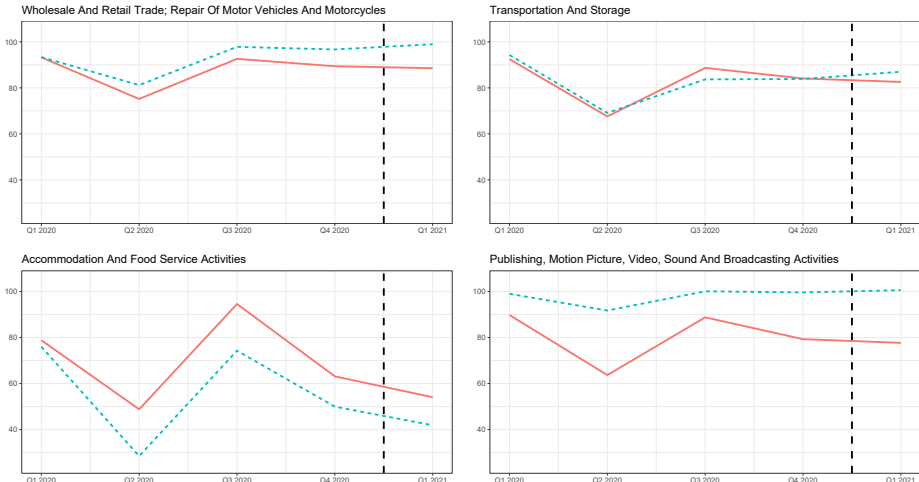 Wholesale And Retail Trade; Repair Of Motor Vehicles And Motorcycles
100
80
60
40
Q1 2020 Q2 2020 Q3 2020 Q4 2020 Q1 2021
Transportation And Storage
100
80
60
40
Q1 2020 Q2 2020 Q3 2020 Q4 2020 Q1 2021
Accommodation And Food Service Activities
100
80
60
40
Q1 2020 Q2 2020 Q3 2020 Q4 2020 Q1 2021
Publishing, Motion Picture, Video, Sound And Broadcasting Activities
100
80
60
40
Q1 2020 Q2 2020 Q3 2020 Q4 2020 Q1 2021